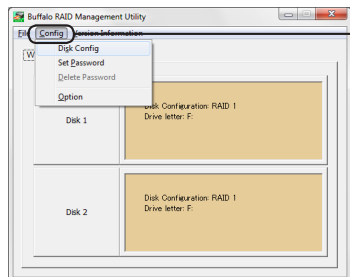 Buffalo RAID Management Utility
File Config Version Information
Disk Config
Set Password
Delete Password
Option
Disk 1
Disk Configuration: RAID 1
Drive letter: F:
Disk 2
Disk Configuration: RAID 1
Drive letter: F: